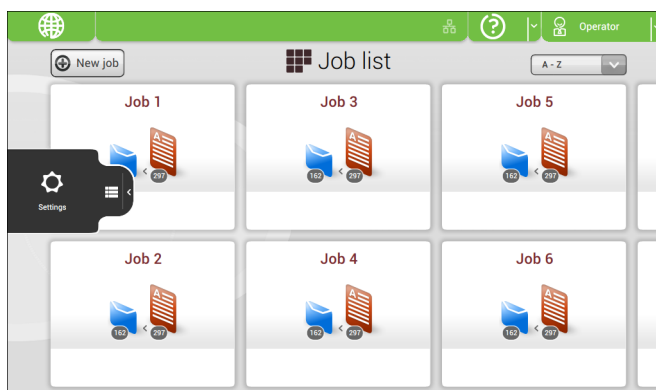 Operator
New job
Job list
A - Z
Job 1
Job 3
Job 5
A
A
A
297
162
297
162
297
Settings
Job 2
Job 4
Job 6
A
A
A
162
297
162
297
162
297